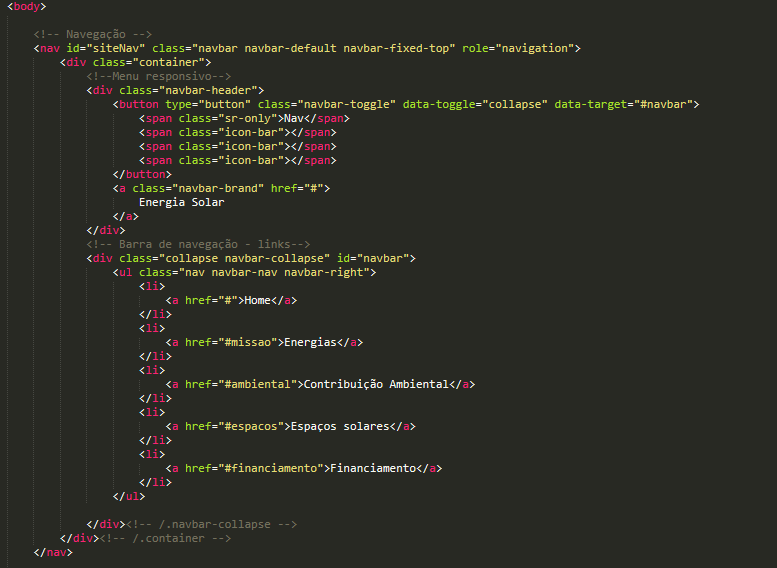 <body>
<!-- Navegação -->
<nav id="siteNav" class="navbar navbar-default navbar-fixed-top" role="navigation">
<div class="container">
<!--Menu responsivo-->
<div class="navbar-header">
<button type="button" class="navbar-toggle" data-toggle="collapse" data-target="#navbar">
<span class="sr-only">Nav</span>
<span class="icon-bar"></span>
<span class="icon-bar"></span>
<span class="icon-bar"></span>
</button>
<a class="navbar-brand" href="#">
Energia Solar
</a>
</div>
<!-- Barra de navegação - links-->
<div class="collapse navbar-collapse" id="navbar">
<ul class="nav navbar-nav navbar-right">
<li>
<a href="#">Home</a>
</li>
<li>
<a href="#missao">Energias</a>
</li>
<li>
<a href="#ambiental">Contribuição Ambiental</a>
</li>
<li>
<a href="#espacos">Espaços solares</a>
</li>
<li>
<a href="#financiamento">Financiamento</a>
</li>
</ul>
</div><!-- /.navbar-collapse -->
</div><!-- /.container -->
</nav>